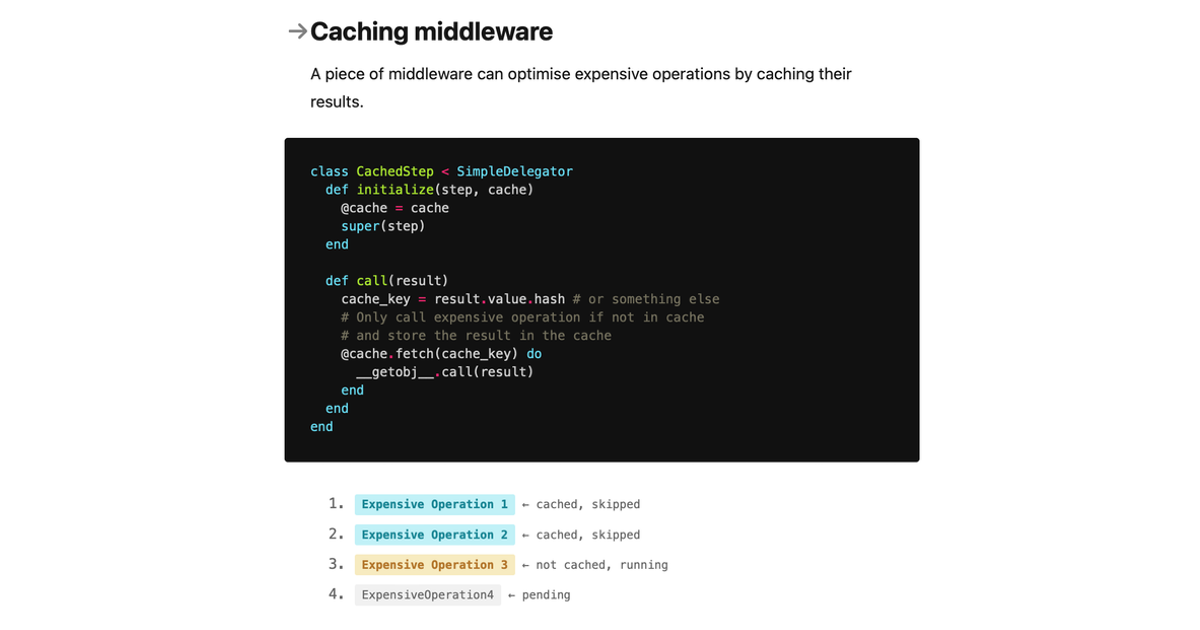 →Caching middleware
A piece of middleware can optimise expensive operations by caching their
results.
class CachedStep < SimpleDelegator
  def initialize(step, cache)
    @cache = cache
    super(step)
  end

  def call(result)
    cache_key = result.value.hash # or something else
    # Only call expensive operation if not in cache
    # and store the result in the cache
    @cache.fetch(cache_key) do
      __getobj__.call(result)
    end
  end
end
1. Expensive Operation 1 ← cached, skipped
2. Expensive Operation 2 ← cached, skipped
3. Expensive Operation 3 ← not cached, running
4. ExpensiveOperation4 ← pending